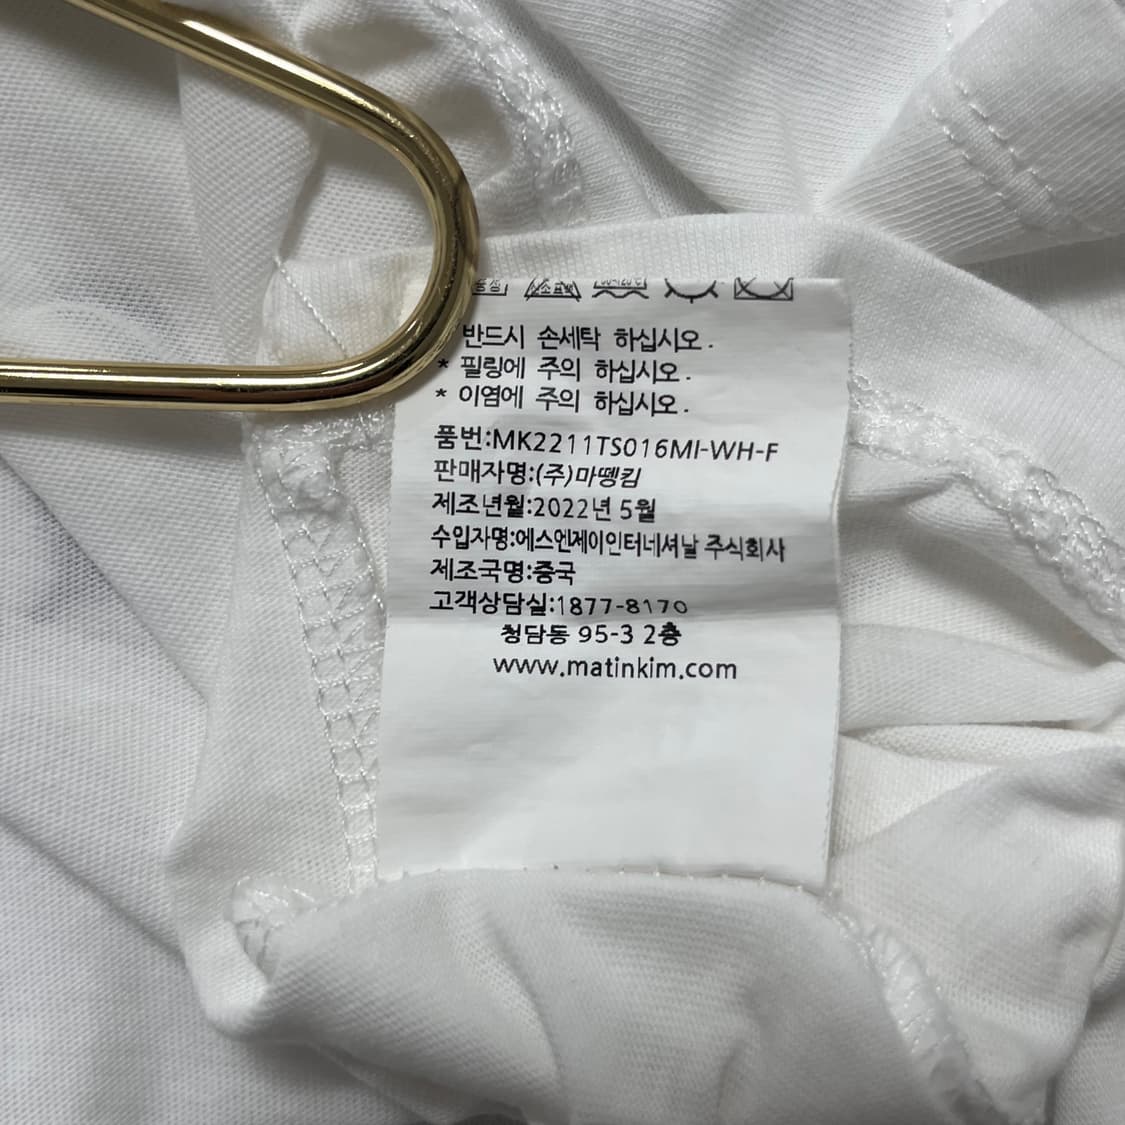 반드시 손세탁 하십시오.
* 필링에 주의 하십시오.
* 이염에 주의 하십시오.
품번:MK2211TS016MI-WH-F
판매자명:(주)마뗑킴
제조년월:2022년 5월
수입자명:에스엔제이인터네셔날 주식회사
제조국명:중국
고객상담실:1877-8170
청담동 95-3 2층
www.matinkim.com